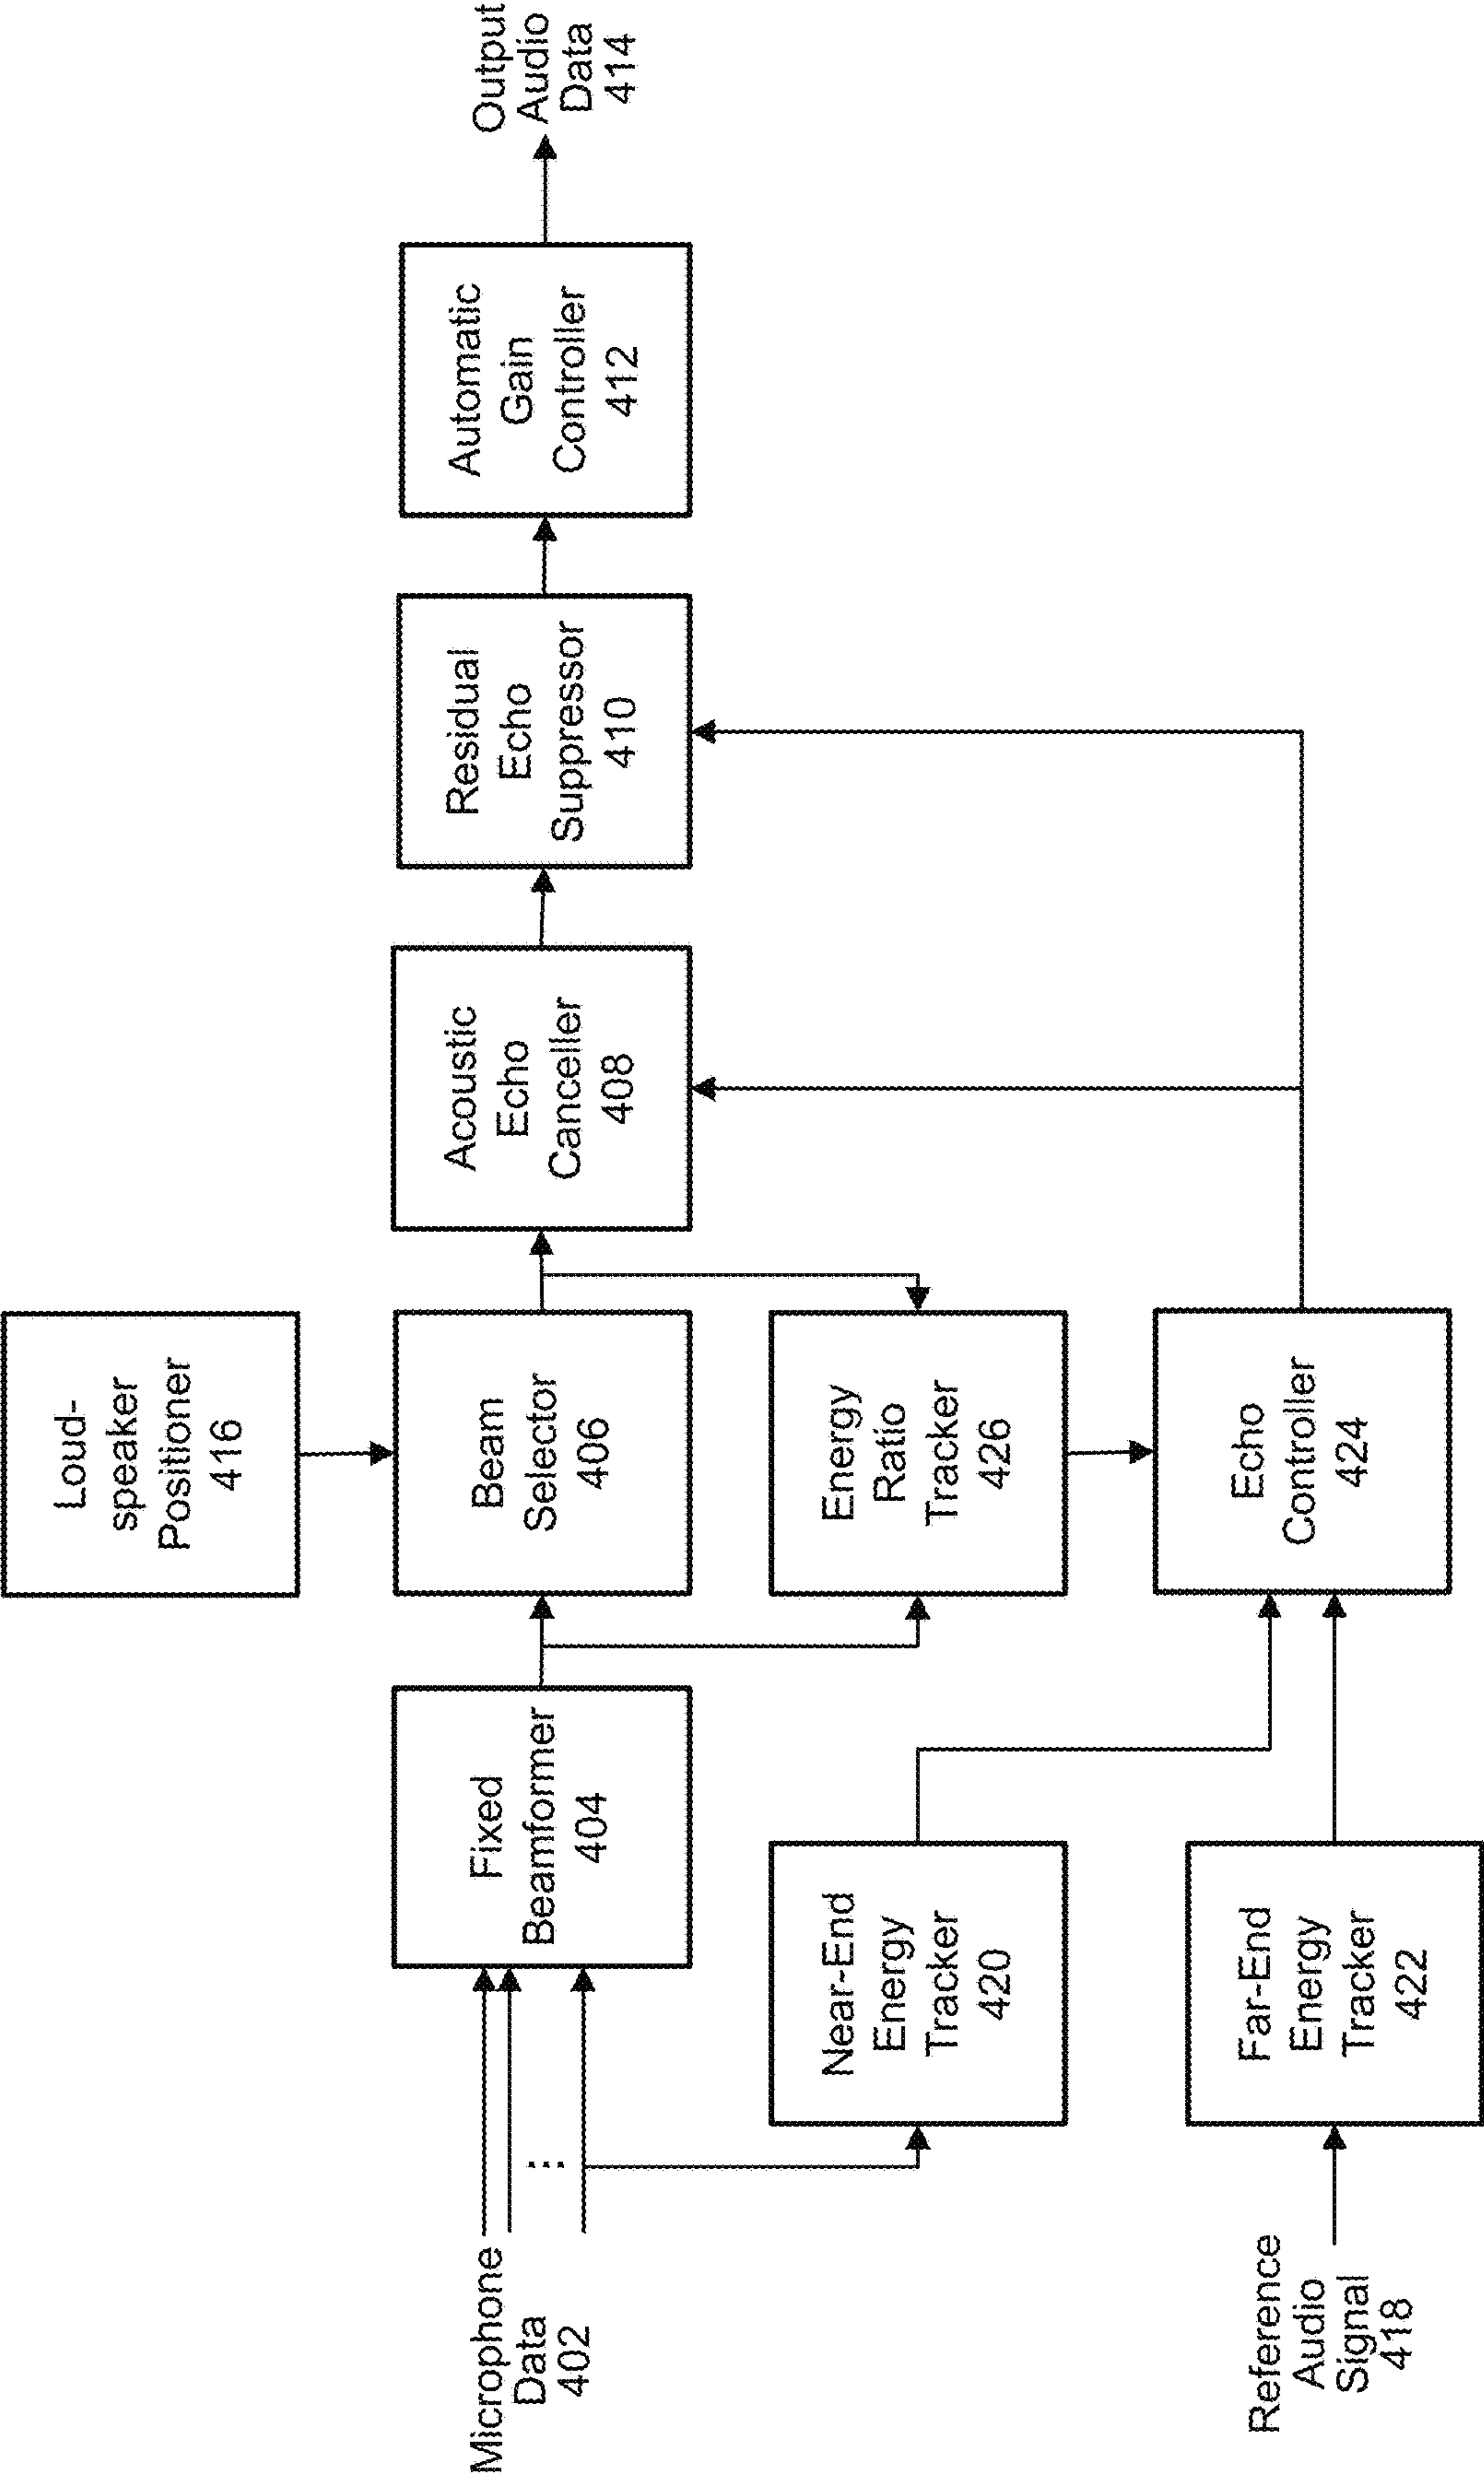 Loud-
speaker
Positioner
416
Microphone
Data
402
Fixed
Beamformer
404
Beam
Selector
406
Acoustic
Echo
Canceller
408
Residual
Echo
Suppressor
410
Automatic
Gain
Controller
412
Output
Audio
Data
414
...
Near-End
Energy
Tracker
420
Energy
Ratio
Tracker
426
Reference
Audio
Signal
418
Far-End
Energy
Tracker
422
Echo
Controller
424